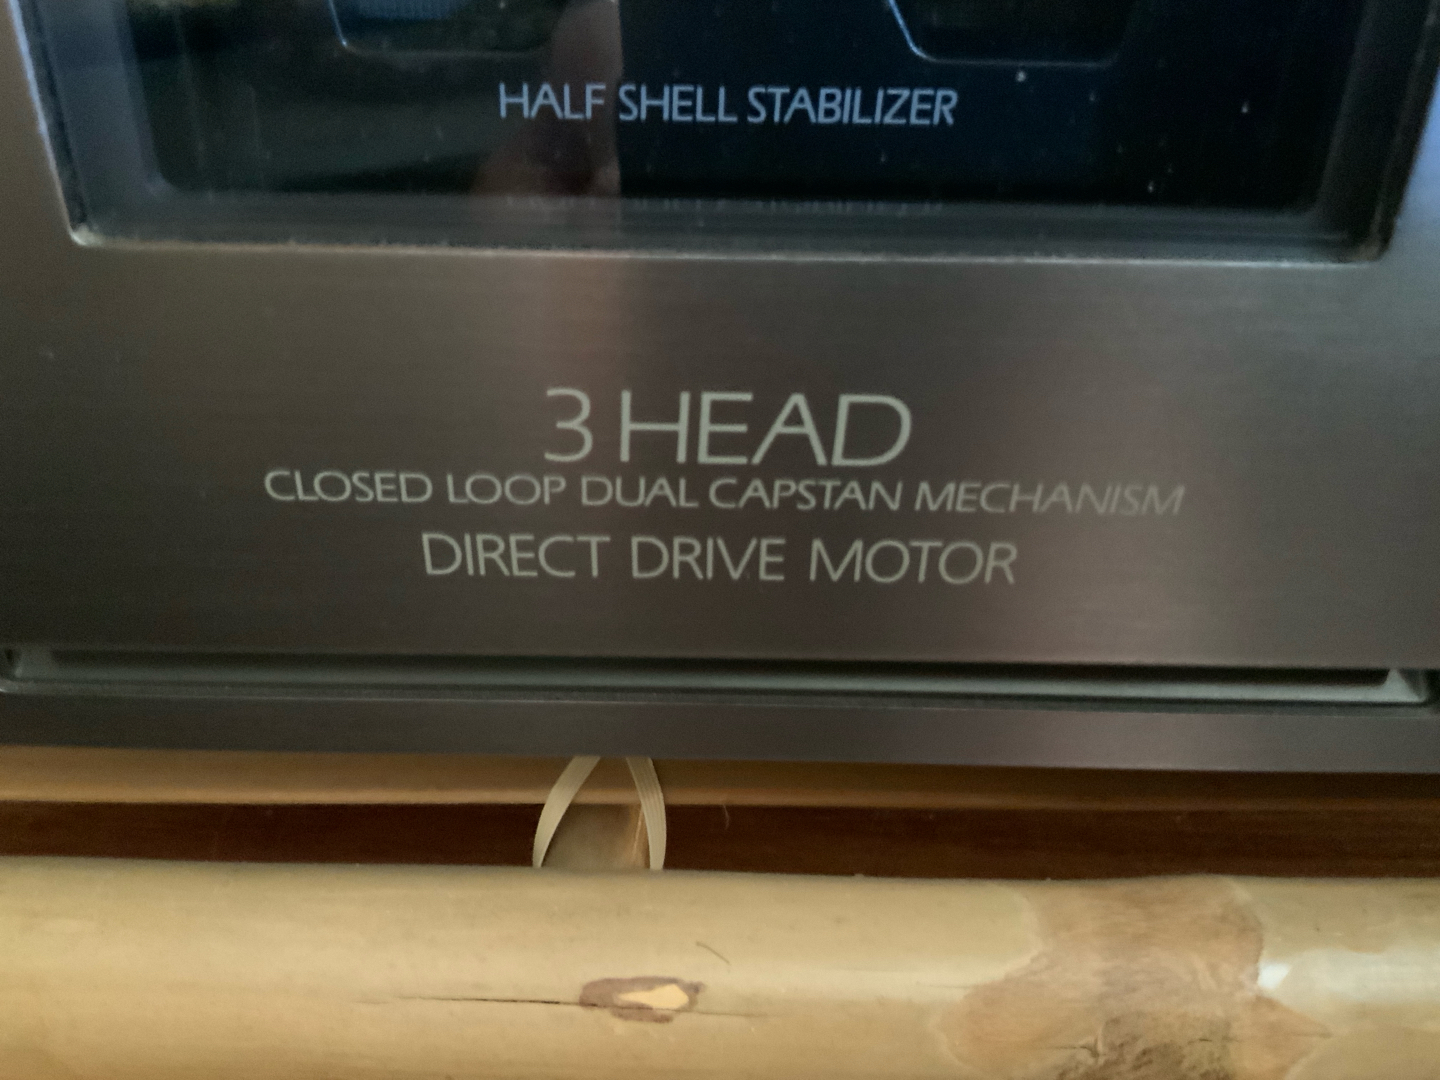 HALF SHELL STABILIZER
3 HEAD
CLOSED LOOP DUAL CAPSTAN MECHANISM
DIRECT DRIVE MOTOR